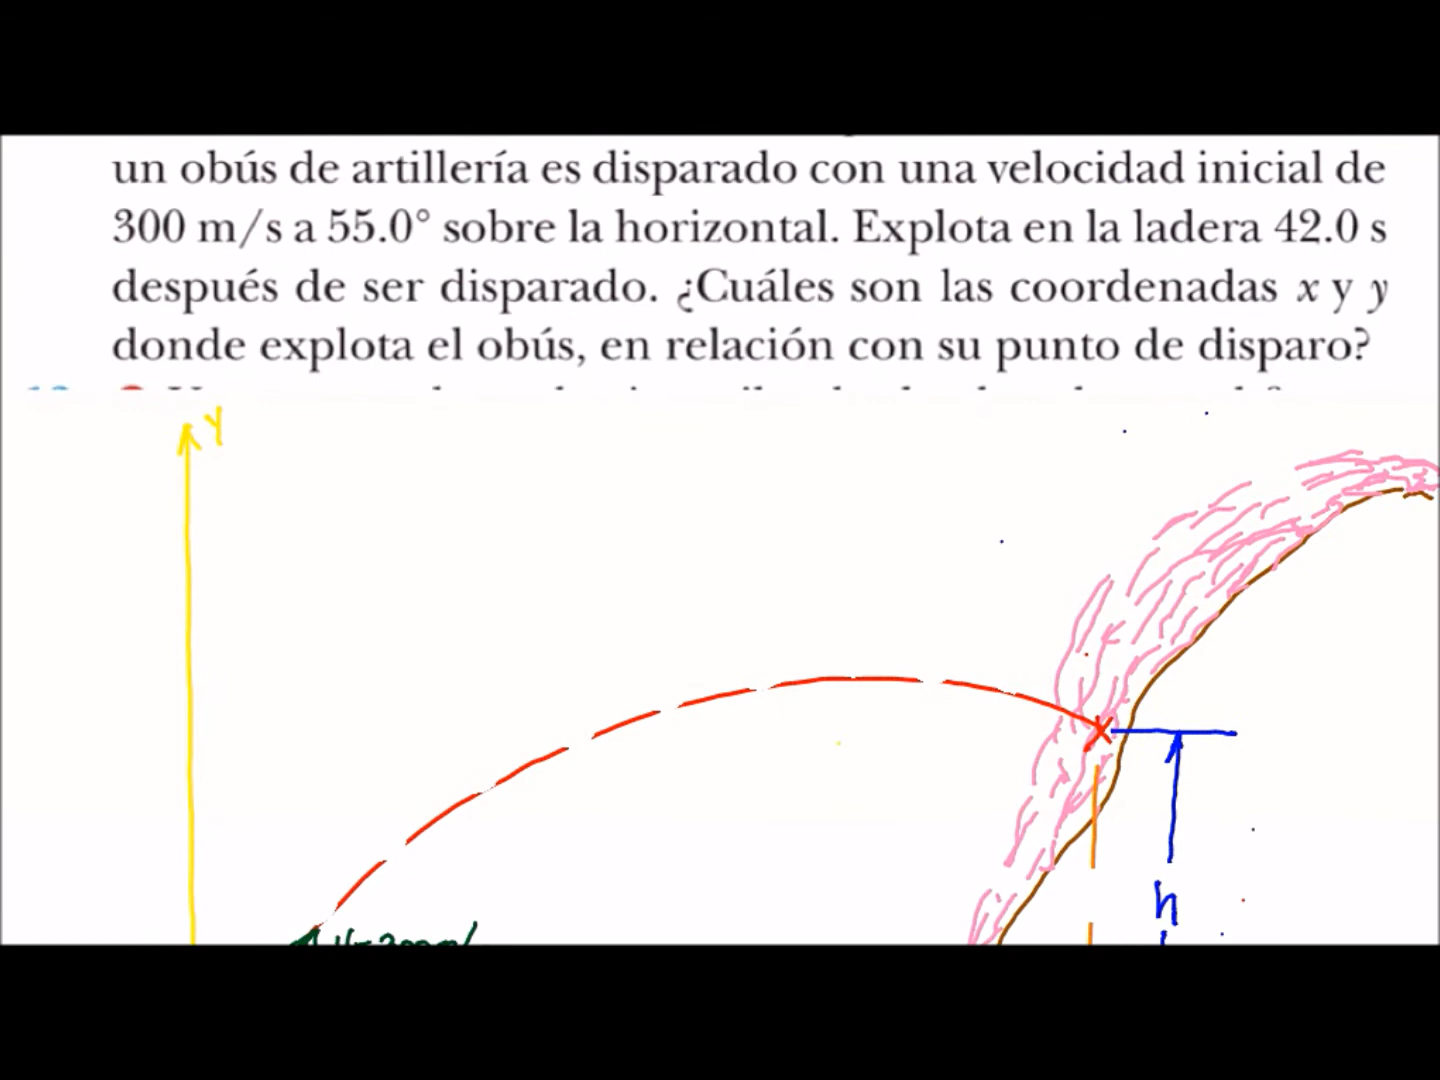 un obús de artillería es disparado con una velocidad inicial de
300 m/s a 55.0° sobre la horizontal. Explota en la ladera 42.0 s
después de ser disparado. ¿Cuáles son las coordenadas x y y
donde explota el obús, en relación con su punto de disparo?
Y
h